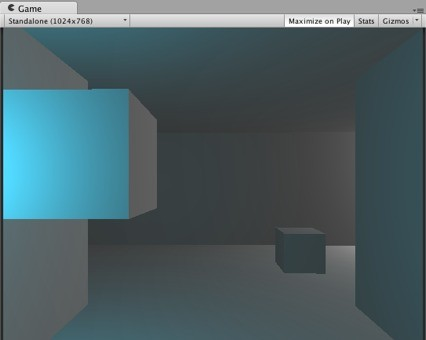 Game
Standalone (1024x768)
Maximize on Play Stats Gizmos